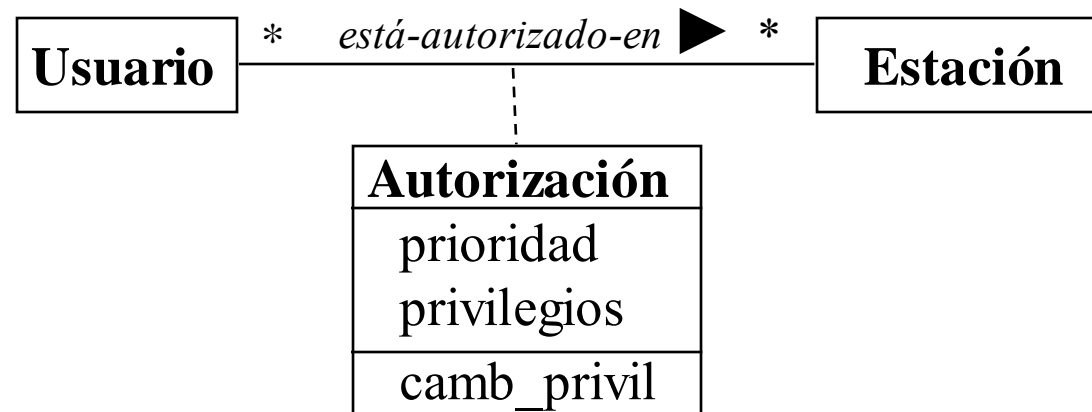 * está-autorizado-en *
Usuario Estación
Autorización
prioridad
privilegios
camb_privil